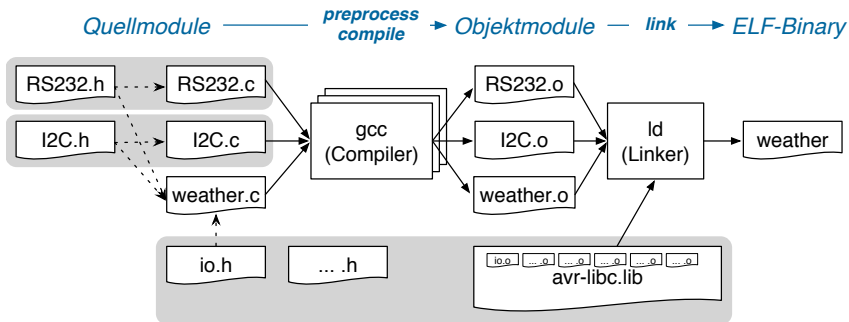 Quellmodule
preprocess
compile
Objektmodule
link
ELF-Binary
RS232.h
RS232.c
RS232.o
I2C.h
I2C.c
gcc
(Compiler)
I2C.o
ld
(Linker)
weather
weather.c
weather.o
io.h
... .h
io.o
... .o
... .o
... .o
... .o
... .o
avr-libc.lib